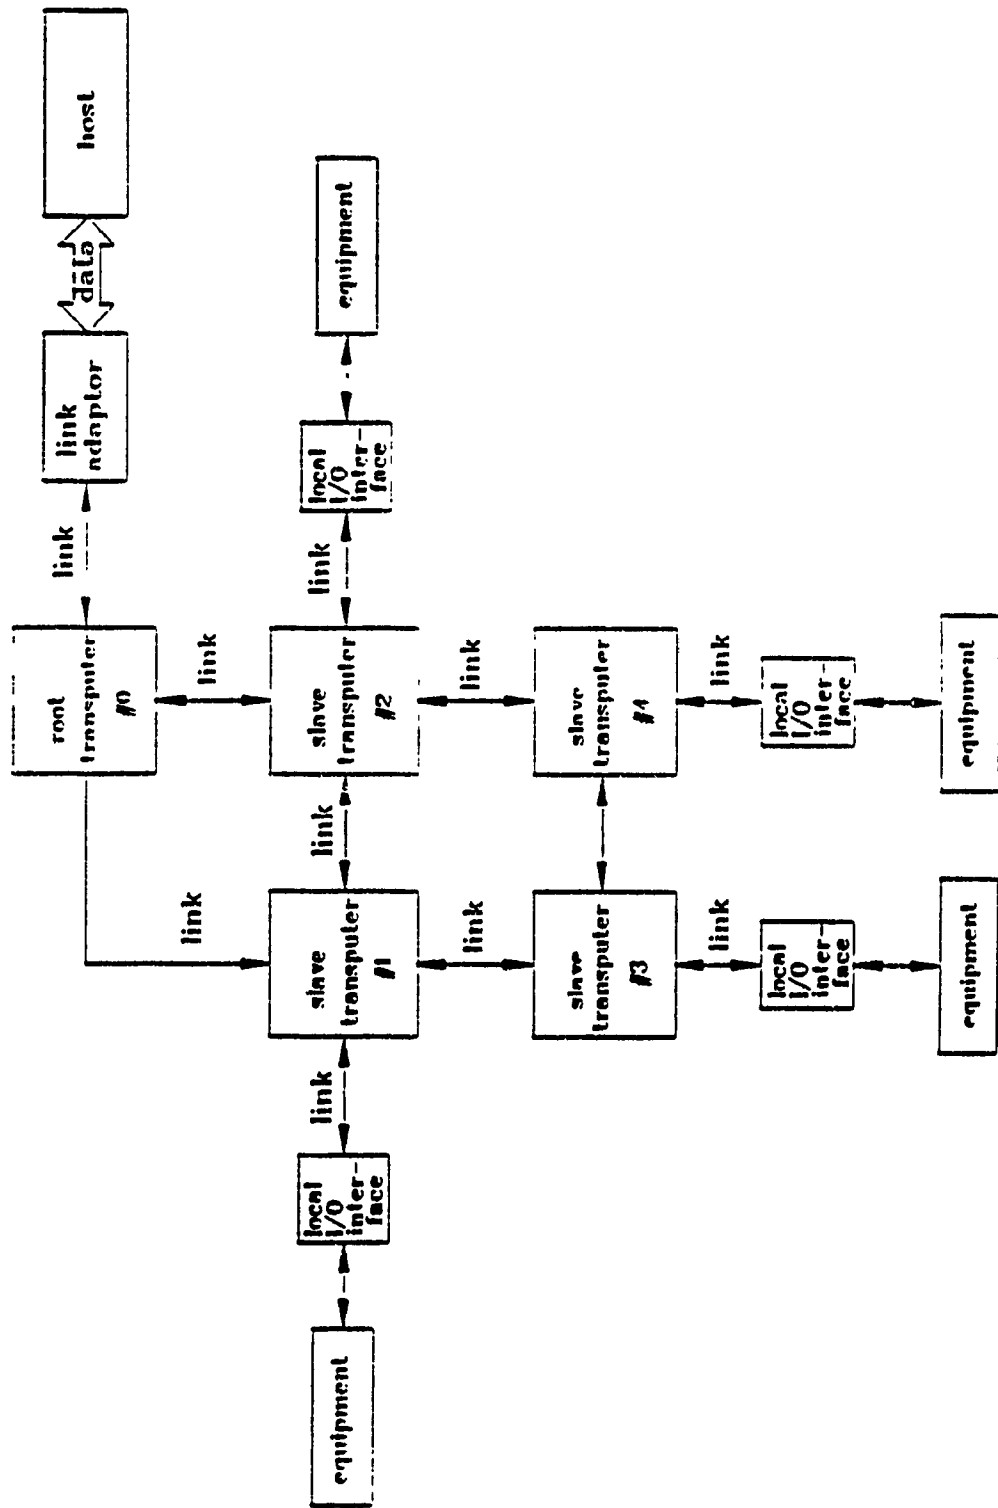 root
transputer
#0
link
link
adaptor
data
host
link
link
equipment
local
I/O
inter-
face
link
slave
transputer
#1
link
slave
transputer
#2
link
local
I/O
inter-
face
equipment
link
link
slave
transputer
#3
slave
transputer
#4
link
link
local
I/O
inter-
face
local
I/O
inter-
face
equipment
equipment